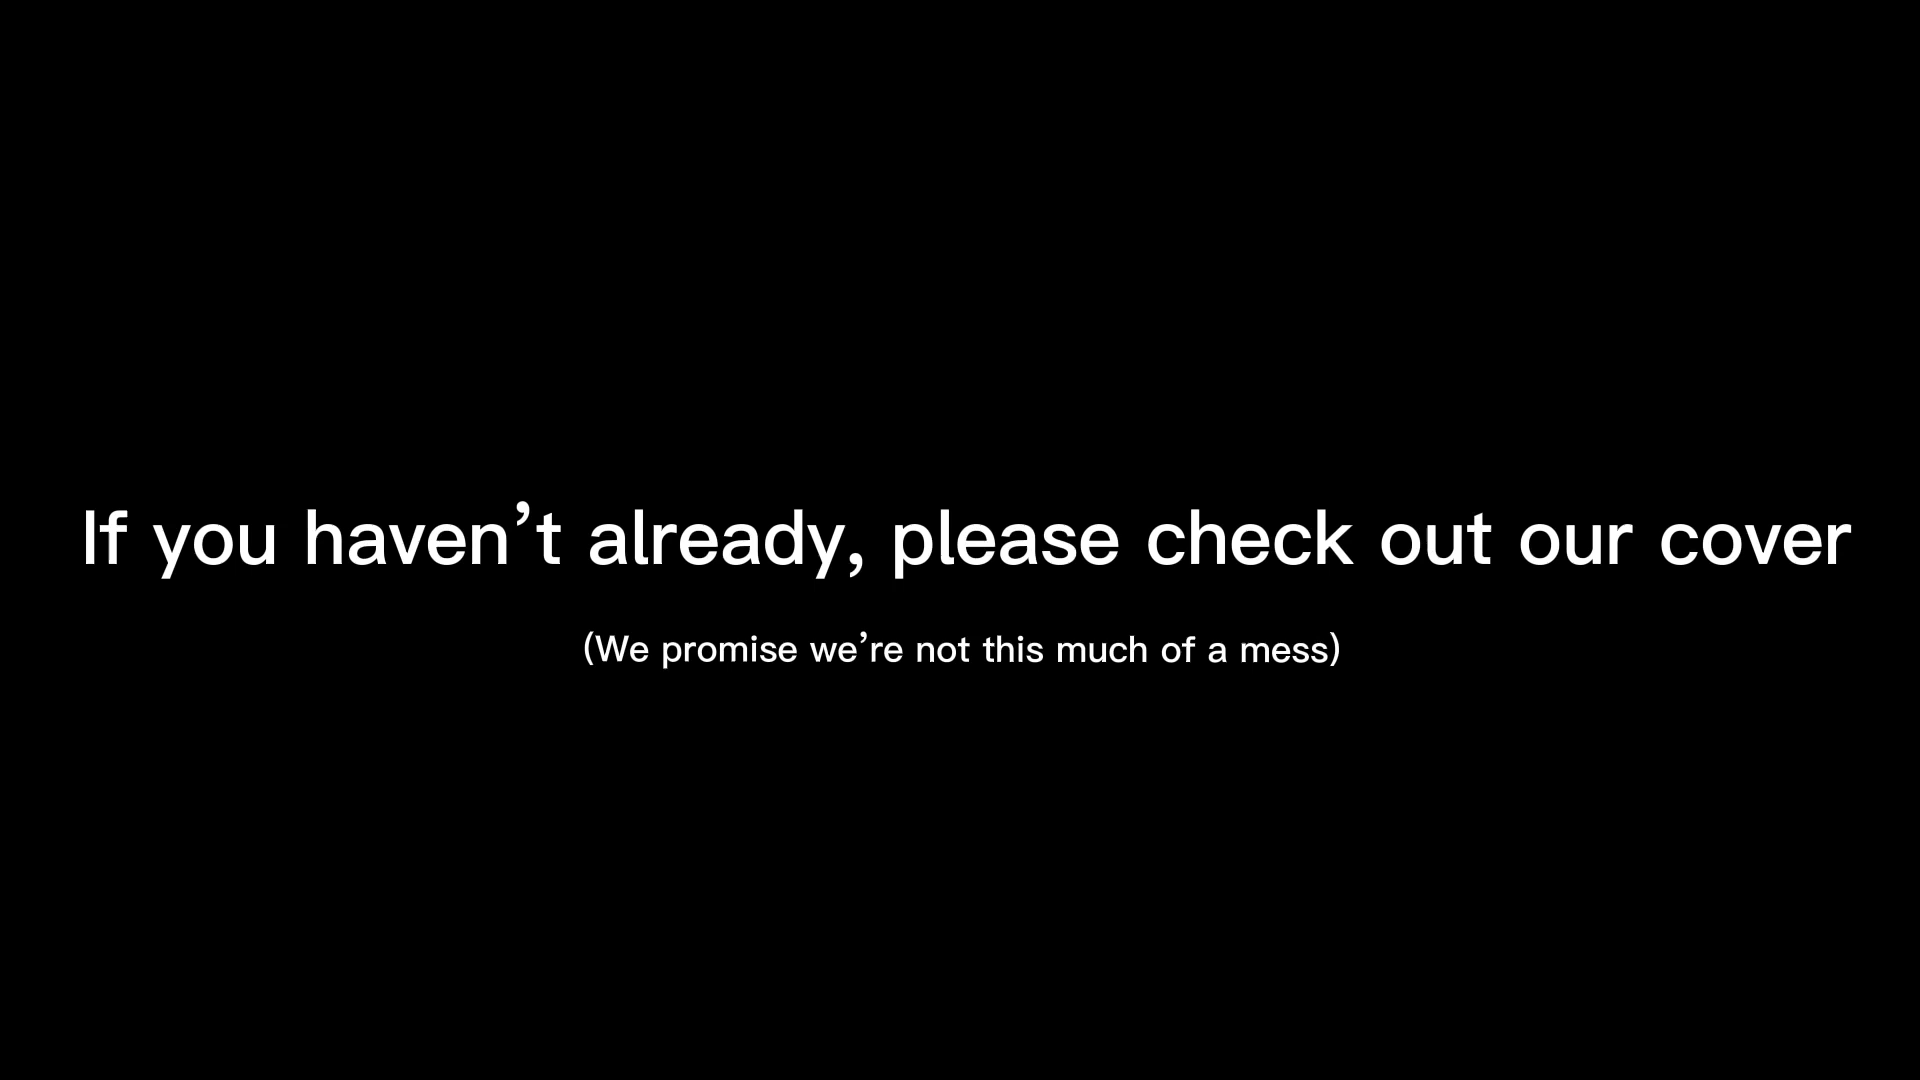 If you haven’t already, please check out our cover
(We promise we’re not this much of a mess)